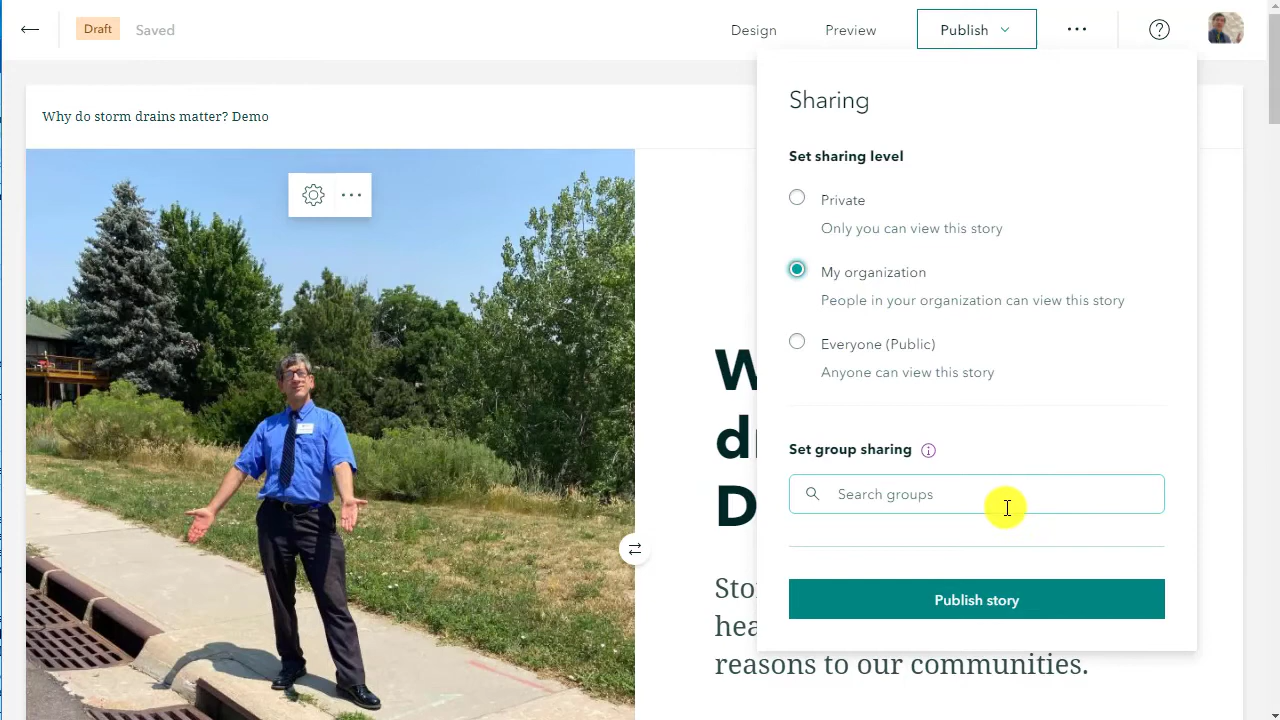 Draft
Saved
Design
Preview
Publish
Why do storm drains matter? Demo
Sharing
Set sharing level
Private
Only you can view this story
My organization
People in your organization can view this story
Everyone (Public)
Anyone can view this story
Set group sharing
Search groups
Publish story
reasons to our communities.